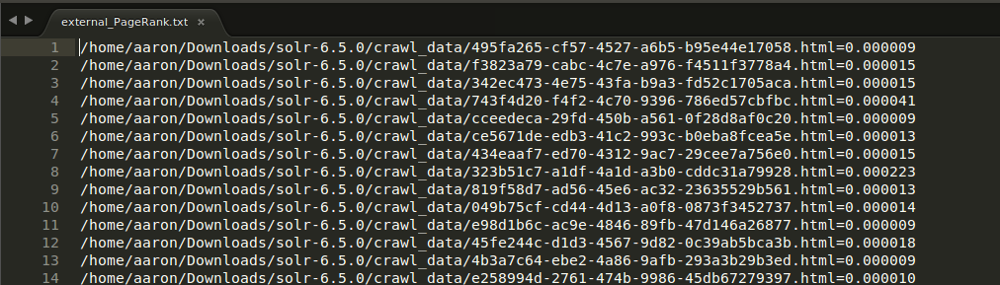 external_PageRank.txt ×
1 /home/aaron/Downloads/solr-6.5.0/crawl_data/495fa265-cf57-4527-a6b5-b95e44e17058.html=0.000009
2 /home/aaron/Downloads/solr-6.5.0/crawl_data/f3823a79-cabc-4c7e-a976-f4511f3778a4.html=0.000015
3 /home/aaron/Downloads/solr-6.5.0/crawl_data/342ec473-4e75-43fa-b9a3-fd52c1705aca.html=0.000015
4 /home/aaron/Downloads/solr-6.5.0/crawl_data/743f4d20-f4f2-4c70-9396-786ed57cbfbc.html=0.000041
5 /home/aaron/Downloads/solr-6.5.0/crawl_data/cceedeca-29fd-450b-a561-0f28d8af0c20.html=0.000009
6 /home/aaron/Downloads/solr-6.5.0/crawl_data/ce5671de-edb3-41c2-993c-b0eba8fcea5e.html=0.000013
7 /home/aaron/Downloads/solr-6.5.0/crawl_data/434eaaf7-ed70-4312-9ac7-29cee7a756e0.html=0.000015
8 /home/aaron/Downloads/solr-6.5.0/crawl_data/323b51c7-a1df-4a1d-a3b0-cddc31a79928.html=0.000223
9 /home/aaron/Downloads/solr-6.5.0/crawl_data/819f58d7-ad56-45e6-ac32-23635529b561.html=0.000013
10 /home/aaron/Downloads/solr-6.5.0/crawl_data/049b75cf-cd44-4d13-a0f8-0873f3452737.html=0.000014
11 /home/aaron/Downloads/solr-6.5.0/crawl_data/e98d1b6c-ac9e-4846-89fb-47d146a26877.html=0.000009
12 /home/aaron/Downloads/solr-6.5.0/crawl_data/45fe244c-d1d3-4567-9d82-0c39ab5bca3b.html=0.000018
13 /home/aaron/Downloads/solr-6.5.0/crawl_data/4b3a7c64-ebe2-4a86-9afb-293a3b29b3ed.html=0.000009
14 /home/aaron/Downloads/solr-6.5.0/crawl_data/e258994d-2761-474b-9986-45db67279397.html=0.000010